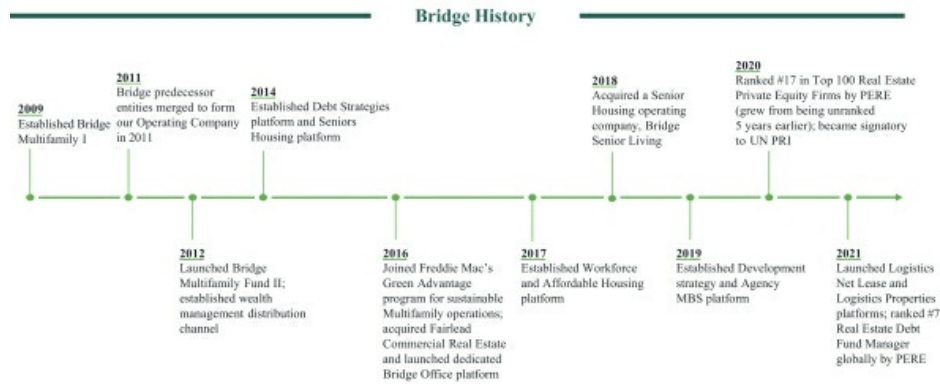 Bridge History
2009
Established Bridge
Multifamily I
2011
Bridge predecessor
entities merged to form
our Operating Company
in 2011
2012
Launched Bridge
Multifamily Fund II;
established wealth
management distribution
channel
2014
Established Debt Strategies
platform and Seniors
Housing platform
2016
Joined Freddie Mac's
Green Advantage
program for sustainable
Multifamily operations;
acquired Fairlead
Commercial Real Estate
and launched dedicated
Bridge Office platform
2017
Established Workforce
and Affordable Housing
platform
2018
Acquired a Senior
Housing operating
company, Bridge
Senior Living
2019
Established Development
strategy and Agency
MBS platform
2020
Ranked #17 in Top 100 Real Estate
Private Equity Firms by PERE
(grew from being unranked
5 years earlier); became signatory
to UN PRI
2021
Launched Logistics
Net Lease and
Logistics Properties
platforms; ranked #7
Real Estate Debt
Fund Manager
globally by PERE